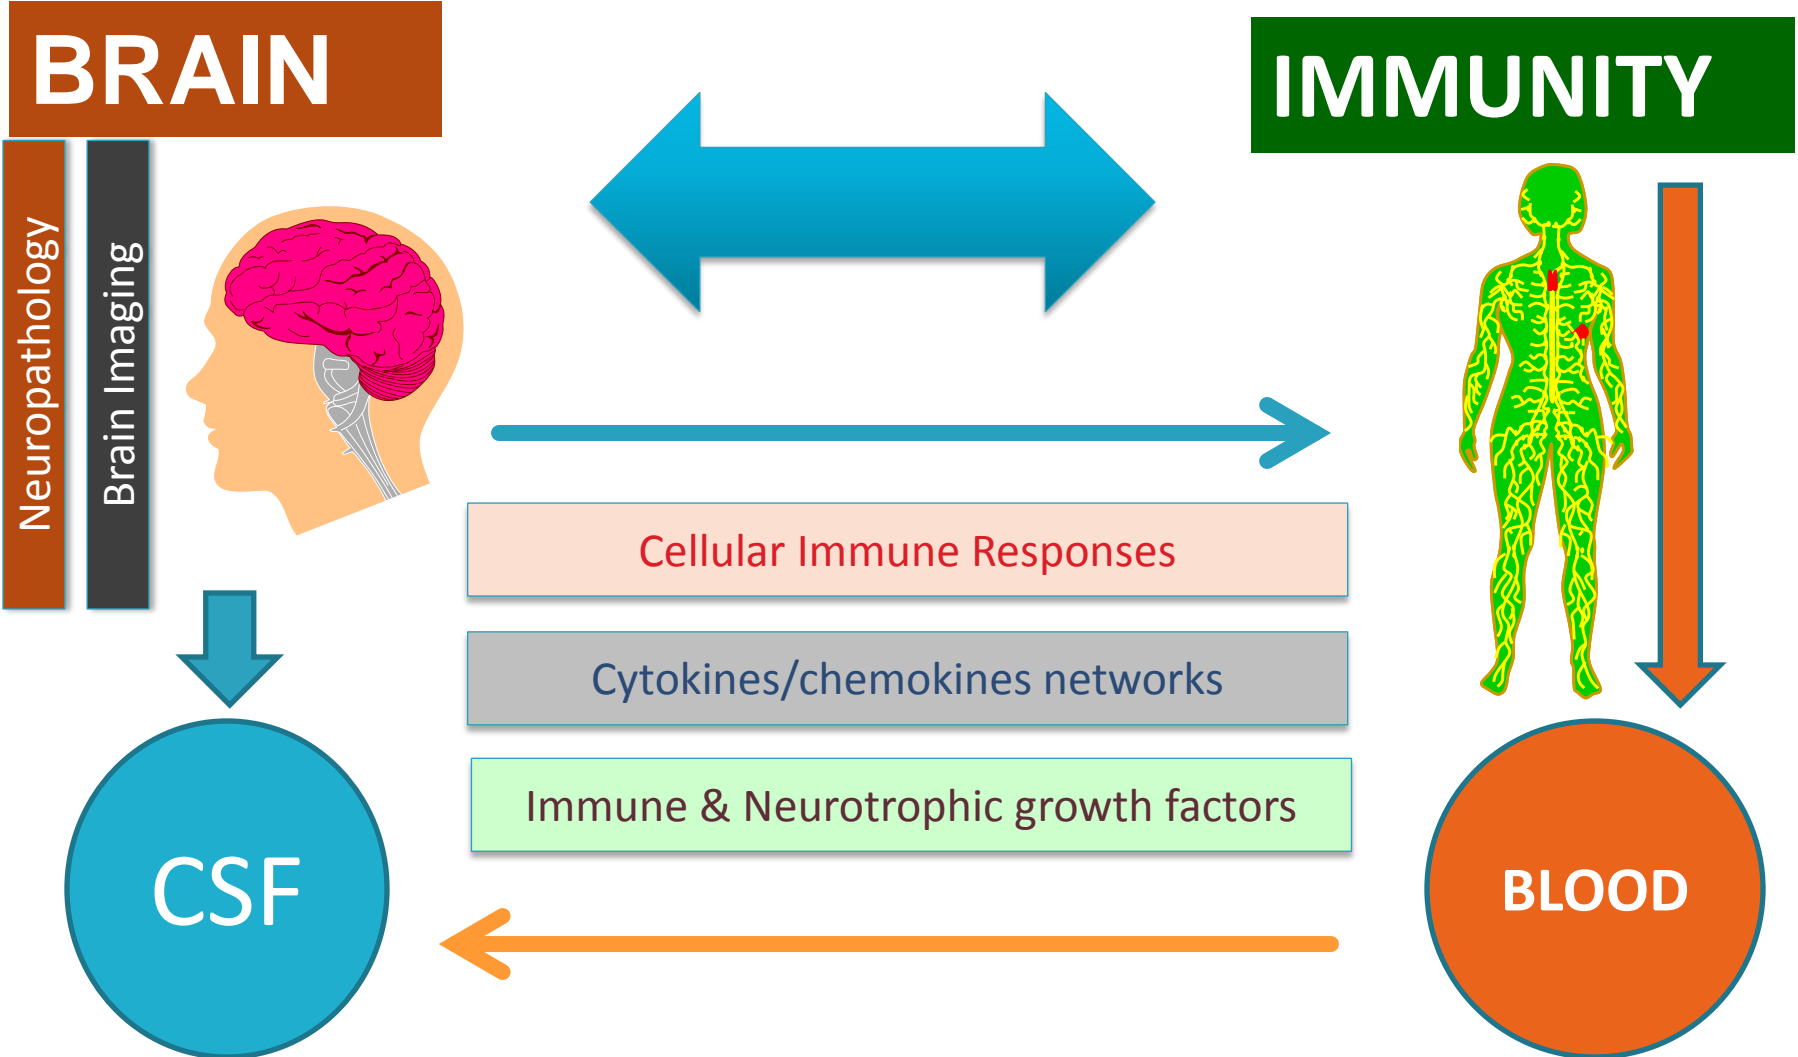 BRAIN
IMMUNITY
Neuropathology
Brain Imaging
Cellular Immune Responses
Cytokines/chemokines networks
Immune & Neurotrophic growth factors
CSF
BLOOD